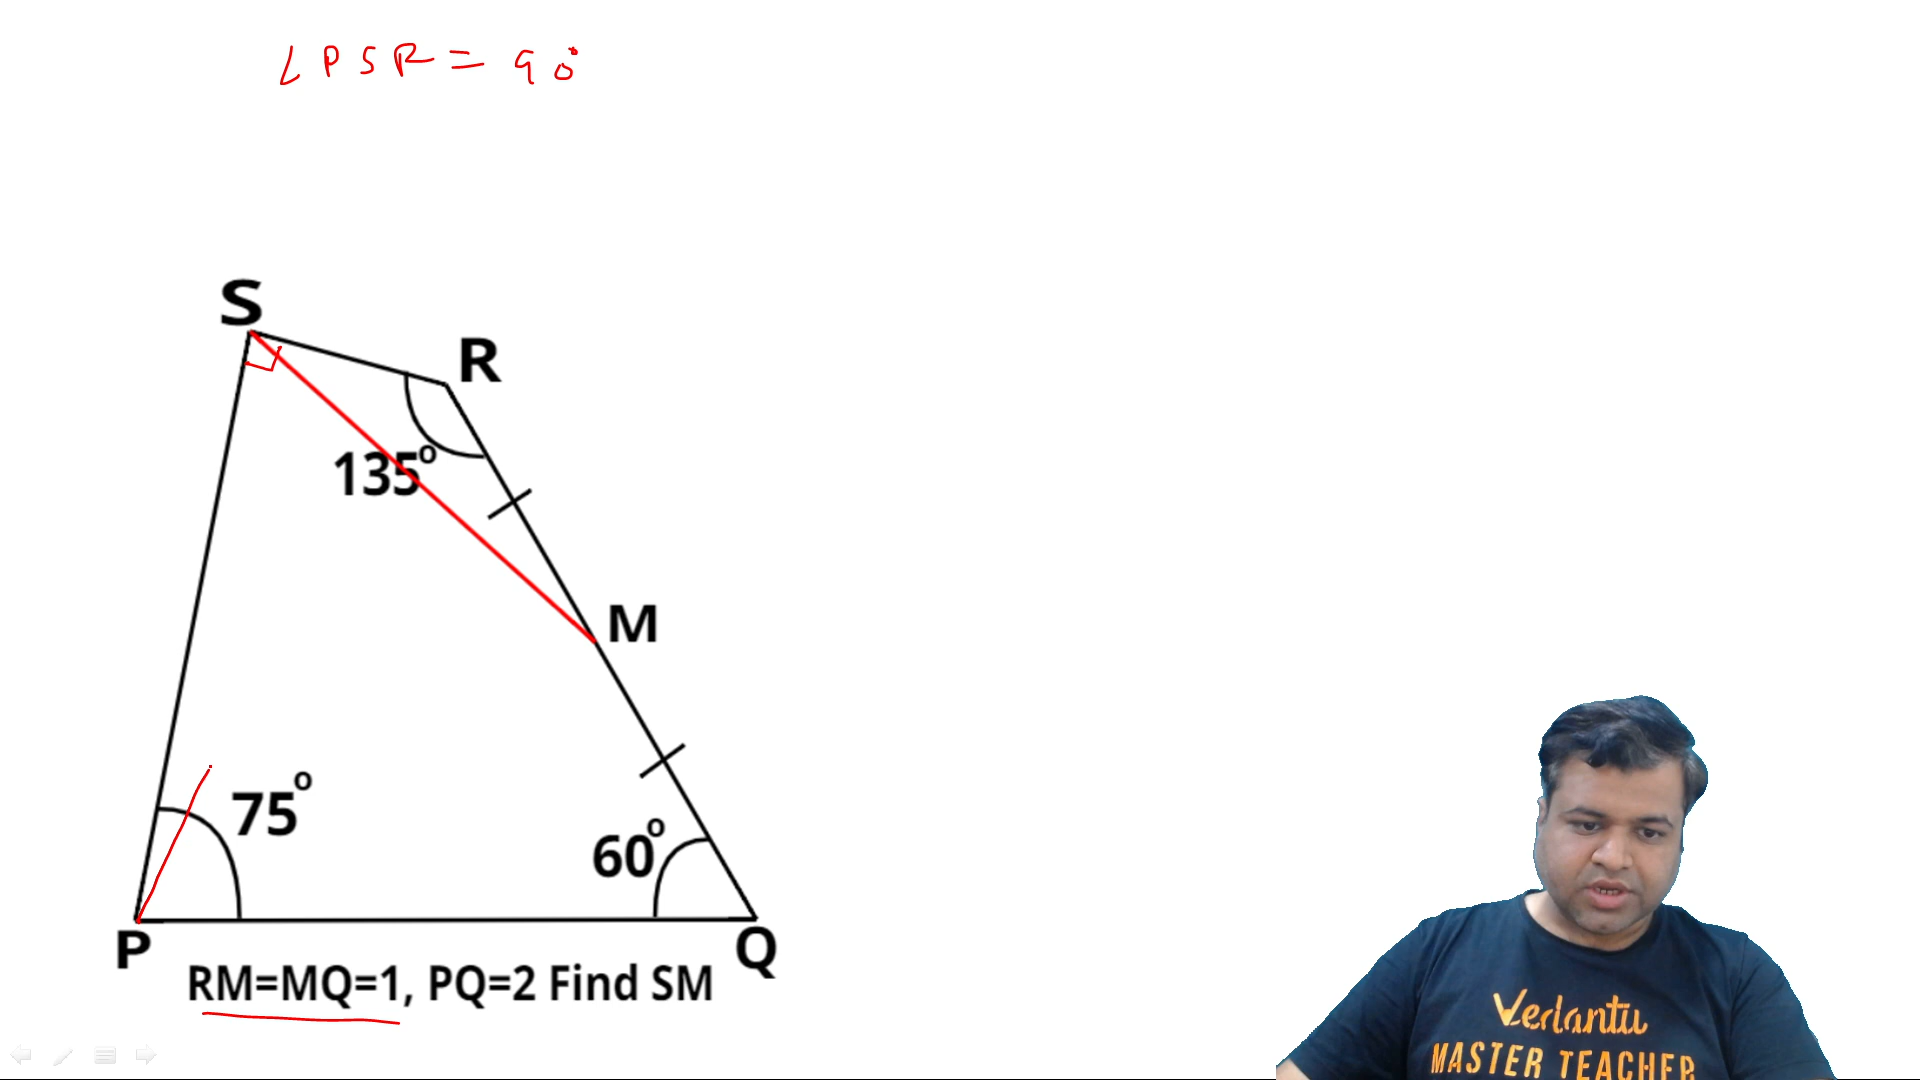 ∠PSR = 90°
S
R
135°
M
75°
60°
P
Q
RM=MQ=1, PQ=2 Find SM
Vedantu
MASTER TEACHER